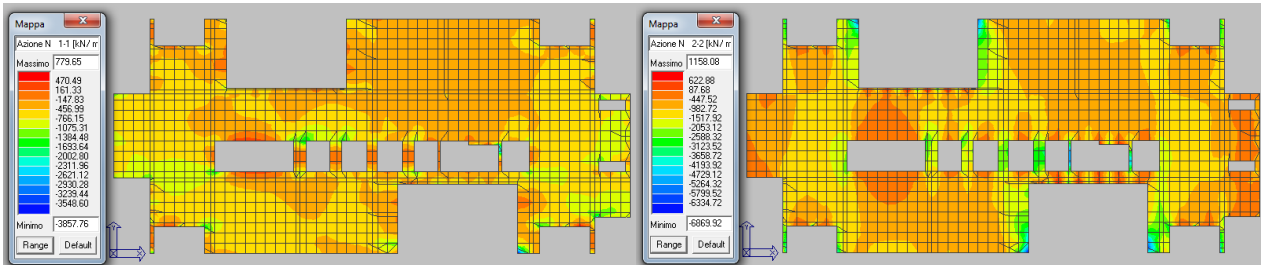 Mappa
Azione N 1-1 [kN/ m
Massimo 779.65
470.49
161.33
-147.83
-456.99
-766.15
-1075.31
-1384.48
-1693.64
-2002.80
-2311.96
-2621.12
-2930.28
-3239.44
-3548.60
Minimo -3857.76
Range Default
Y
X
Mappa
Azione N 2-2 [kN/ m
Massimo 1158.08
622.88
87.68
-447.52
-982.72
-1517.92
-2053.12
-2588.32
-3123.52
-3658.72
-4193.92
-4729.12
-5264.32
-5799.52
-6334.72
Minimo -6869.92
Range Default
Y
X